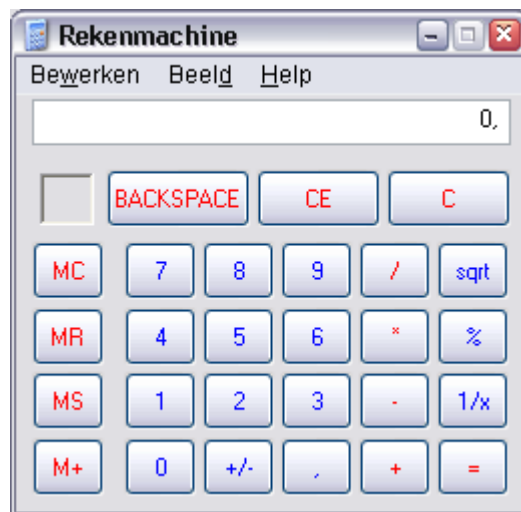 Rekenmachine
Bewerken Beeld Help
0,
BACKSPACE CE C
MC 7 8 9 / sqrt
MR 4 5 6 * %
MS 1 2 3 - 1/x
M+ 0 +/- , + =